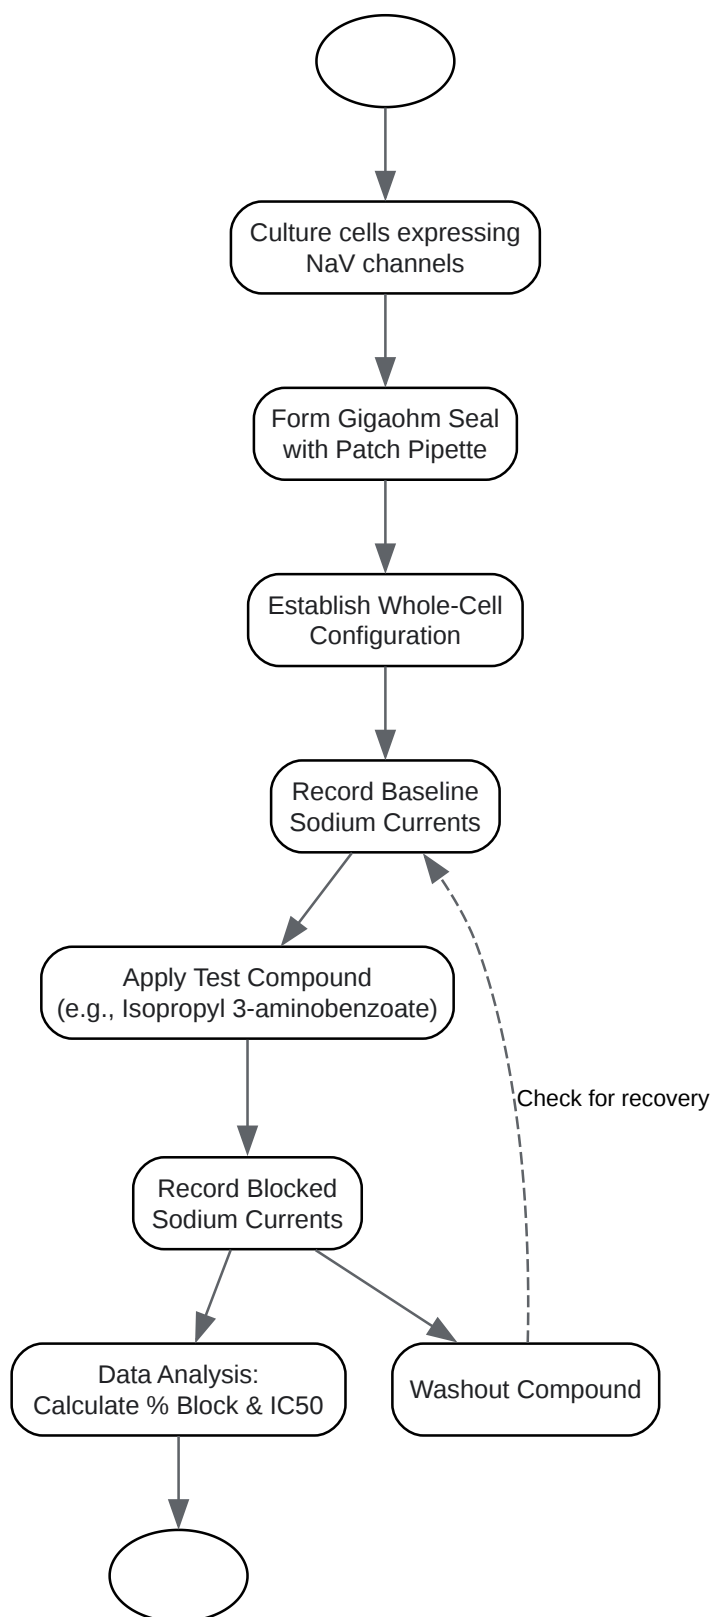 Culture cells expressing
NaV channels
Form Gigaohm Seal
with Patch Pipette
Establish Whole-Cell
Configuration
Record Baseline
Sodium Currents
Apply Test Compound
(e.g., Isopropyl 3-aminobenzoate)
Check for recovery
Record Blocked
Sodium Currents
Data Analysis:
Calculate % Block & IC50
Washout Compound